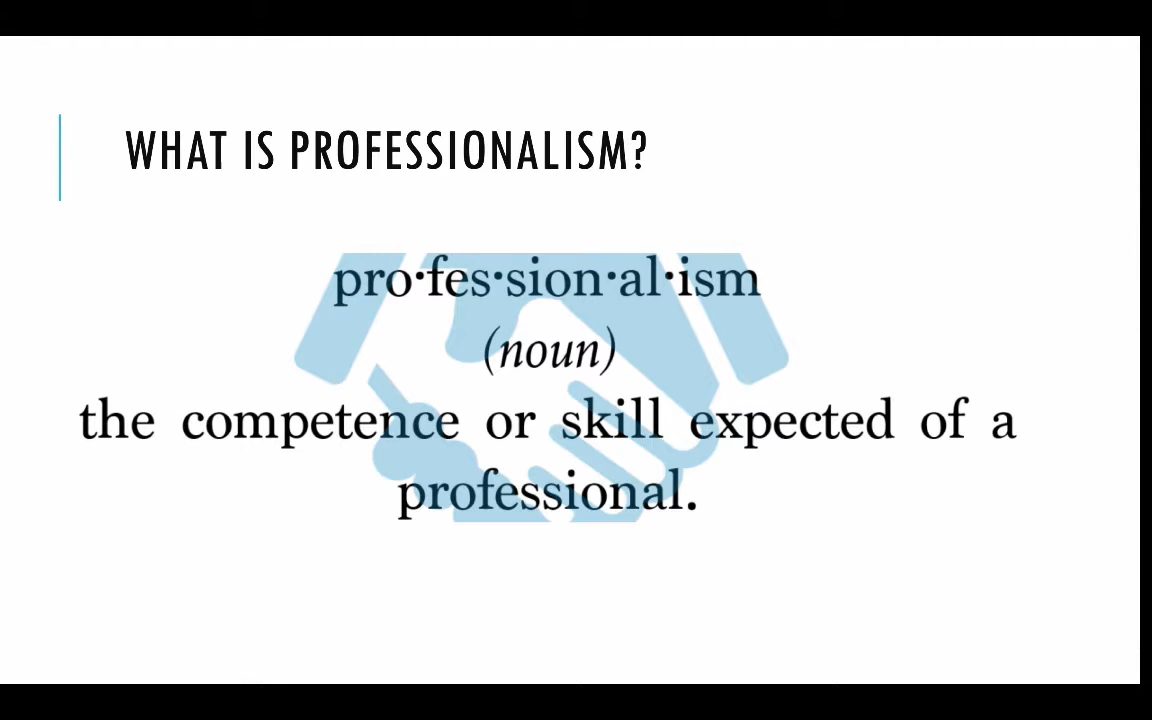 WHAT IS PROFESSIONALISM?
pro·fes·sion·al·ism
(noun)
the competence or skill expected of a
professional.